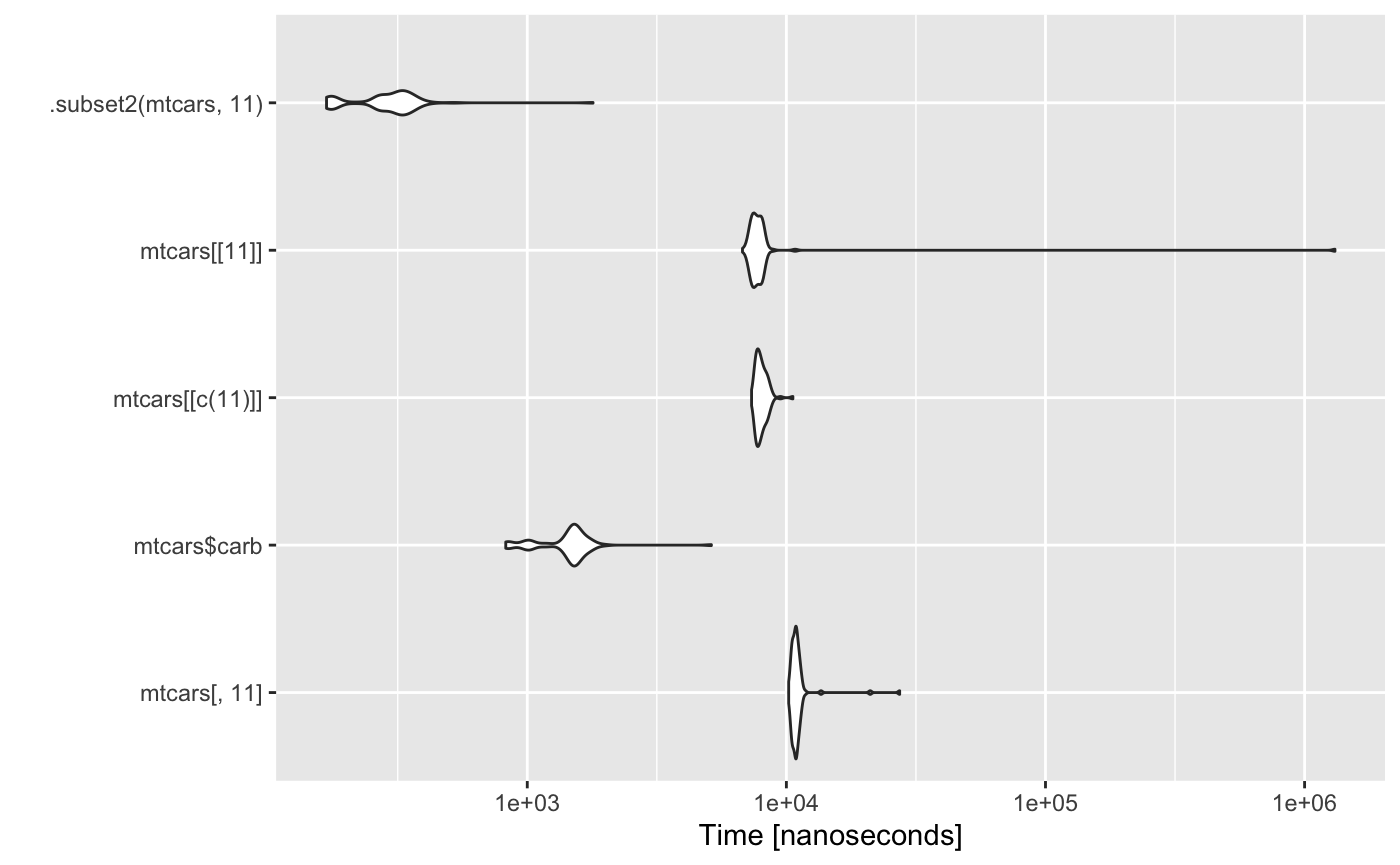 .subset2(mtcars, 11)
mtcars[[11]]
mtcars[[c(11)]]
mtcars$carb
mtcars[, 11]
1e+03 1e+04 1e+05 1e+06
Time [nanoseconds]